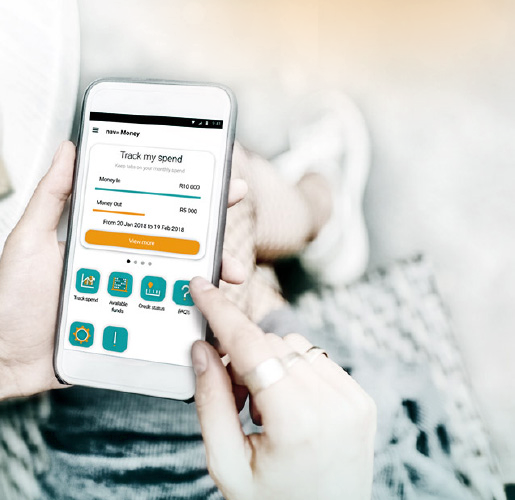 nav» Money
Track my spend
Keep tabs on your monthly spend
Money In R10 000
Money Out R5 000
From 20 Jan 2018 to 19 Feb 2018
View more
Track spend
Available
funds
Credit status
FAQS